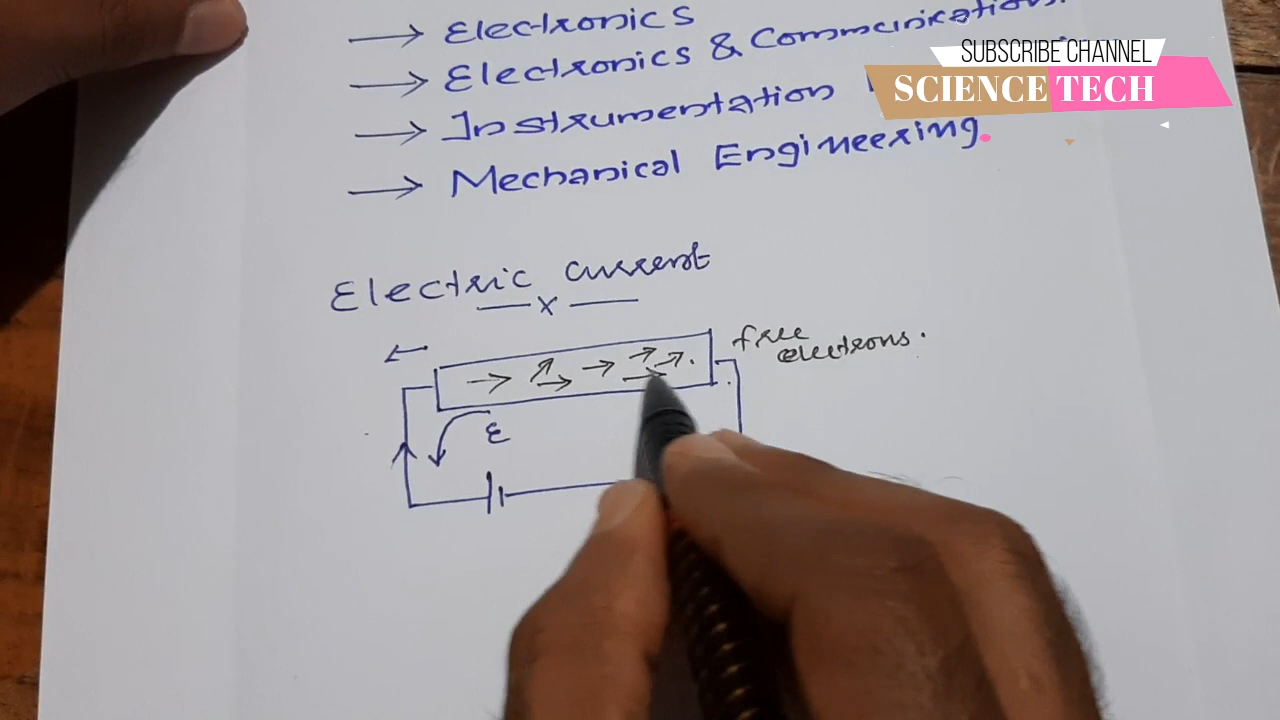 → Electronics
→ Electronics & Communication.
→ Instrumentation
→ Mechanical Engineering.
SUBSCRIBE CHANNEL
SCIENCE TECH
Electric current
free
electrons.
ε